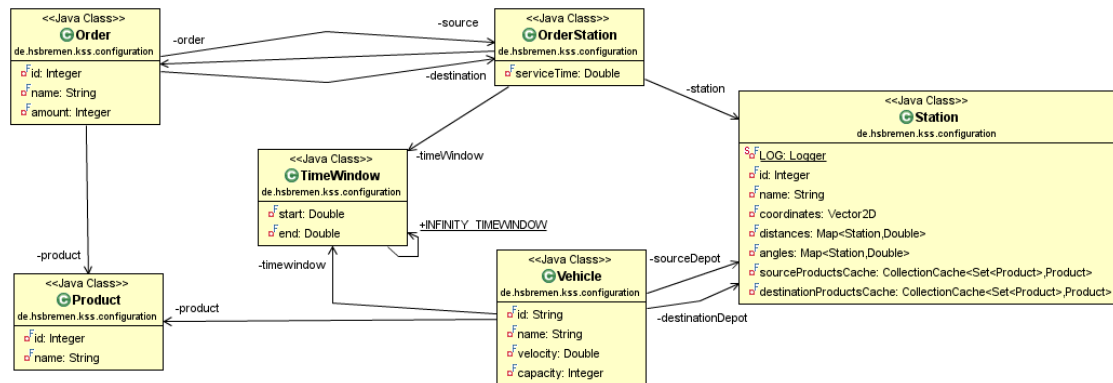 <<Java Class>>
Order
de.hsbremen.kss.configuration
id: Integer
name: String
amount: Integer
-order
-source
-destination
<<Java Class>>
OrderStation
de.hsbremen.kss.configuration
serviceTime: Double
-station
-timeWindow
<<Java Class>>
Station
de.hsbremen.kss.configuration
LOG: Logger
id: Integer
name: String
coordinates: Vector2D
distances: Map<Station,Double>
angles: Map<Station,Double>
sourceProductsCache: CollectionCache<Set<Product>,Product>
destinationProductsCache: CollectionCache<Set<Product>,Product>
<<Java Class>>
TimeWindow
de.hsbremen.kss.configuration
start: Double
end: Double
+INFINITY_TIMEWINDOW
-timewindow
-product
<<Java Class>>
Product
de.hsbremen.kss.configuration
id: Integer
name: String
-product
<<Java Class>>
Vehicle
de.hsbremen.kss.configuration
id: String
name: String
velocity: Double
capacity: Integer
-sourceDepot
-destinationDepot